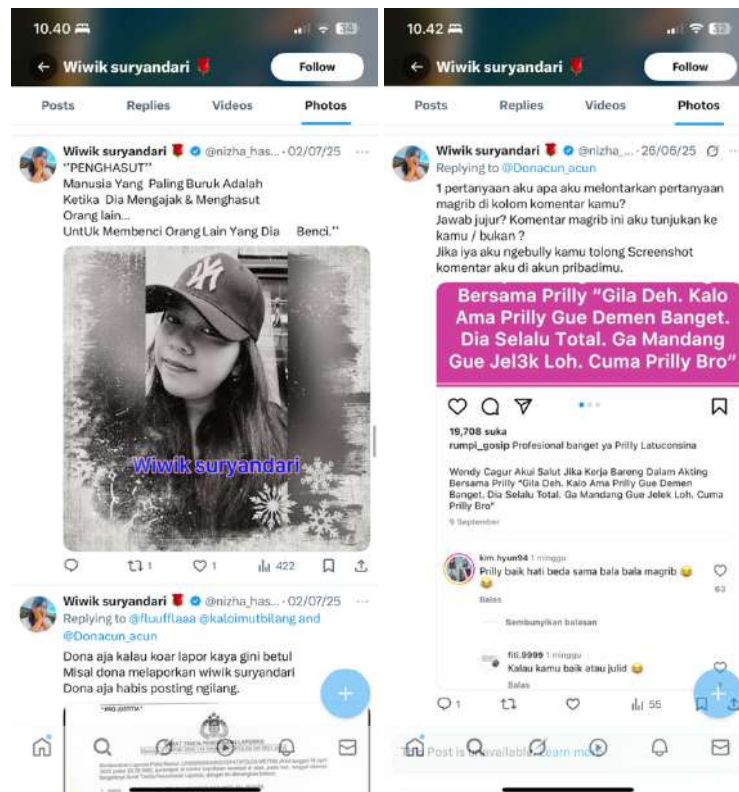 10.40
34
Wiwik suryandari
Follow
Posts Replies Videos Photos
Wiwik suryandari @nizha_has... · 02/07/25
"PENGHASUT"
Manusia Yang Paling Buruk Adalah
Ketika Dia Mengajak & Menghasut
Orang lain...
UntUk Membenci Orang Lain Yang Dia Benci."
Wiwik suryandari
1
1
422
Wiwik suryandari @nizha_has... · 02/07/25
Replying to @fluufflaaa @kaloimutbilang and
@Donacun_acun
Dona aja kalau koar lapor kaya gini betul
Misal dona melaporkan wiwik suryandari
Dona aja habis posting ngilang.
"PRO JUSTITIA"
10.42
32
Wiwik suryandari
Follow
Posts Replies Videos Photos
Wiwik suryandari @nizha_... · 26/06/25
Replying to @Donacun_acun
1 pertanyaan aku apa aku melontarkan pertanyaan
magrib di kolom komentar kamu?
Jawab jujur? Komentar magrib ini aku tunjukan ke
kamu / bukan ?
Jika iya aku ngebully kamu tolong Screenshot
komentar aku di akun pribadimu.
Bersama Prilly "Gila Deh. Kalo
Ama Prilly Gue Demen Banget.
Dia Selalu Total. Ga Mandang
Gue Jel3k Loh. Cuma Prilly Bro"
19,708 suka
rumpi_gosip Profesional banget ya Prilly Latuconsina
Wendy Cagur Akui Salut Jika Kerja Bareng Dalam Akting
Bersama Prilly "Gila Deh. Kalo Ama Prilly Gue Demen
Banget. Dia Selalu Total. Ga Mandang Gue Jelek Loh. Cuma
Prilly Bro"
9 September
kim.hyun94 1 minggu
Prilly baik hati beda sama bala bala magrib
63
Balas
Sembunyikan balasan
fiti.9999 1 minggu
Kalau kamu baik atau julid
Balas
1
55
Post is unavailable. Learn more